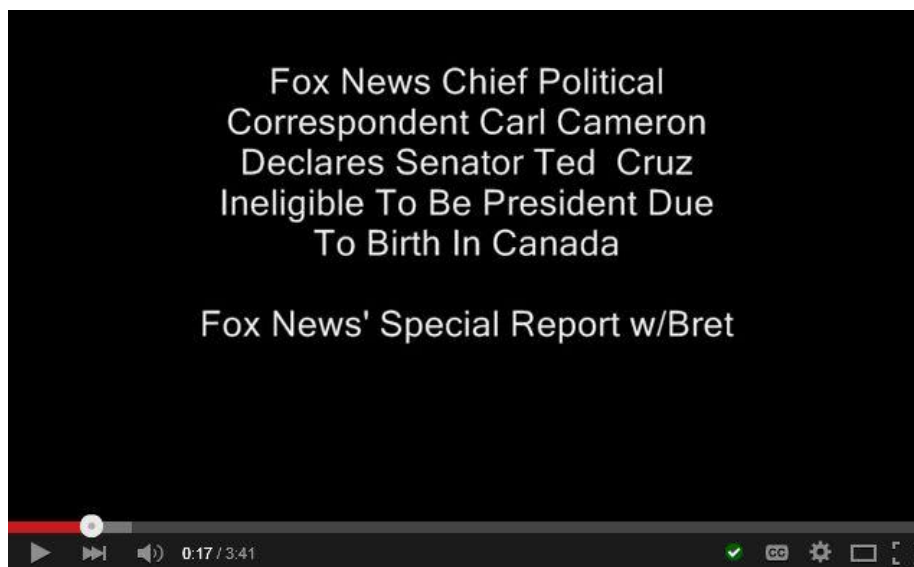 Fox News Chief Political
Correspondent Carl Cameron
Declares Senator Ted  Cruz
Ineligible To Be President Due
To Birth In Canada
Fox News' Special Report w/Bret
0:17 / 3:41
CC